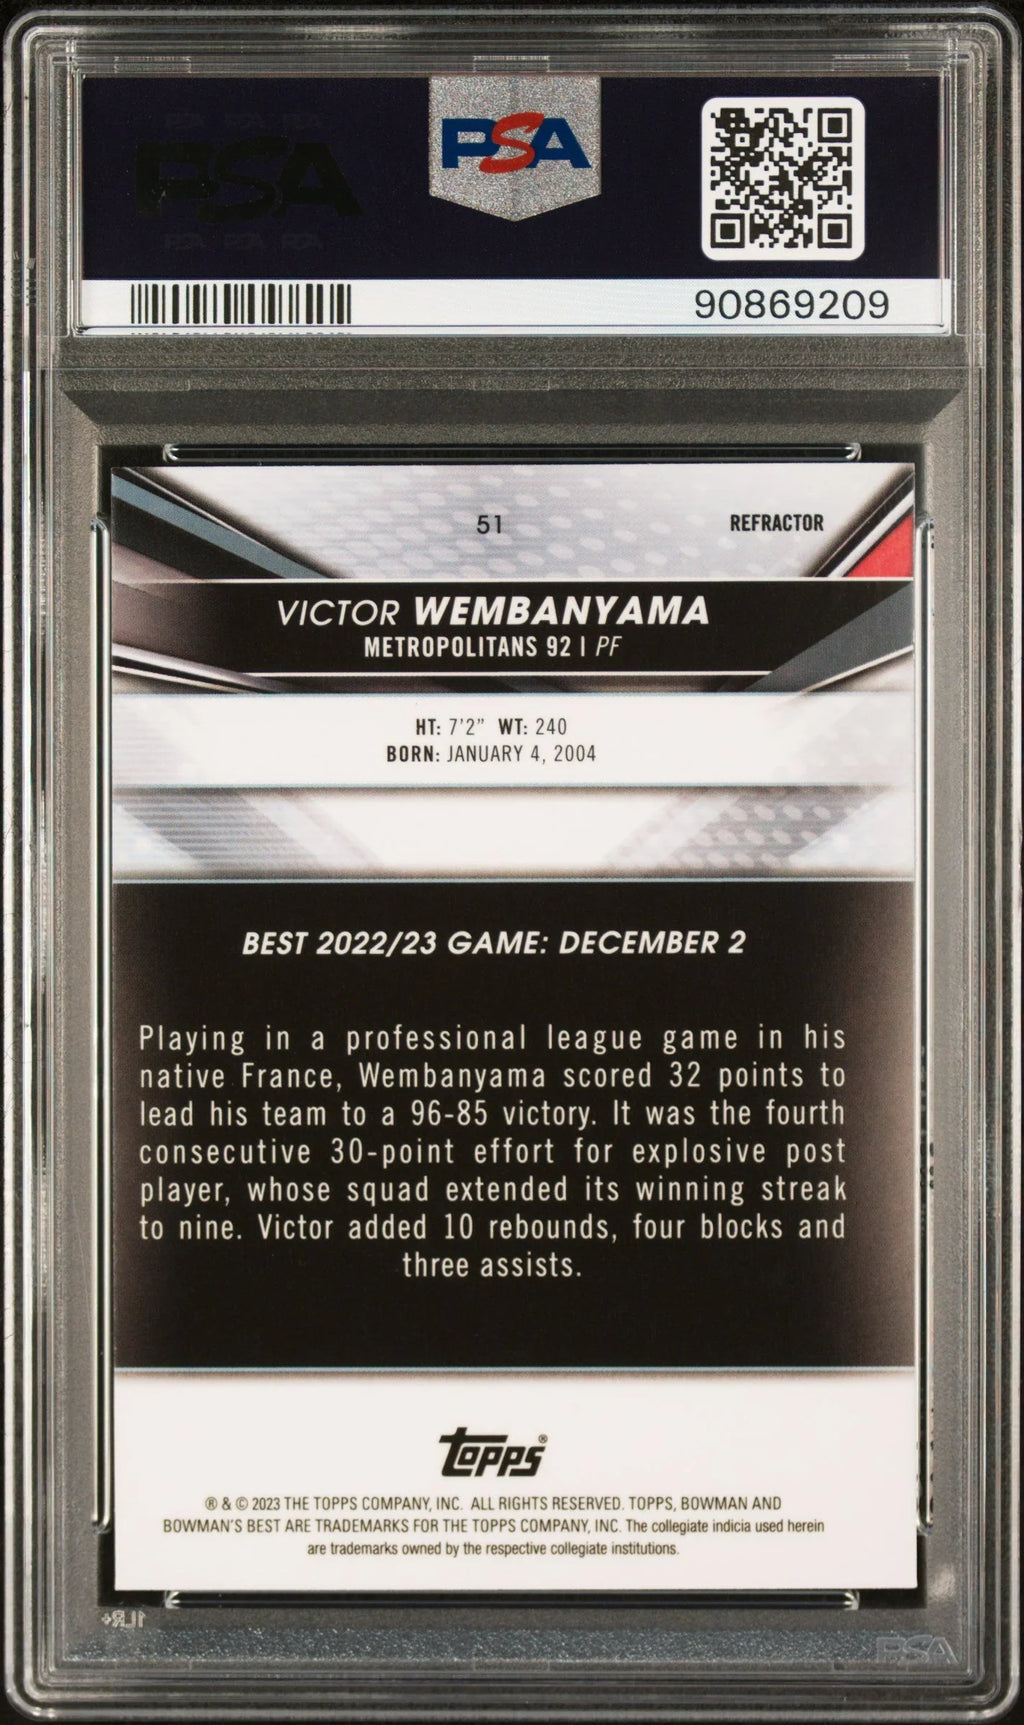 PSA
PSA
90869209
51
REFRACTOR
VICTOR WEMBANYAMA
METROPOLITANS 92 | PF
HT: 7'2" WT: 240
BORN: JANUARY 4, 2004
BEST 2022/23 GAME: DECEMBER 2
Playing in a professional league game in his
native France, Wembanyama scored 32 points to
lead his team to a 96-85 victory. It was the fourth
consecutive 30-point effort for explosive post
player, whose squad extended its winning streak
to nine. Victor added 10 rebounds, four blocks and
three assists.
topps®
® & © 2023 THE TOPPS COMPANY, INC. ALL RIGHTS RESERVED. TOPPS, BOWMAN AND
BOWMAN'S BEST ARE TRADEMARKS FOR THE TOPPS COMPANY, INC. The collegiate indicia used herein
are trademarks owned by the respective collegiate institutions.
PSA